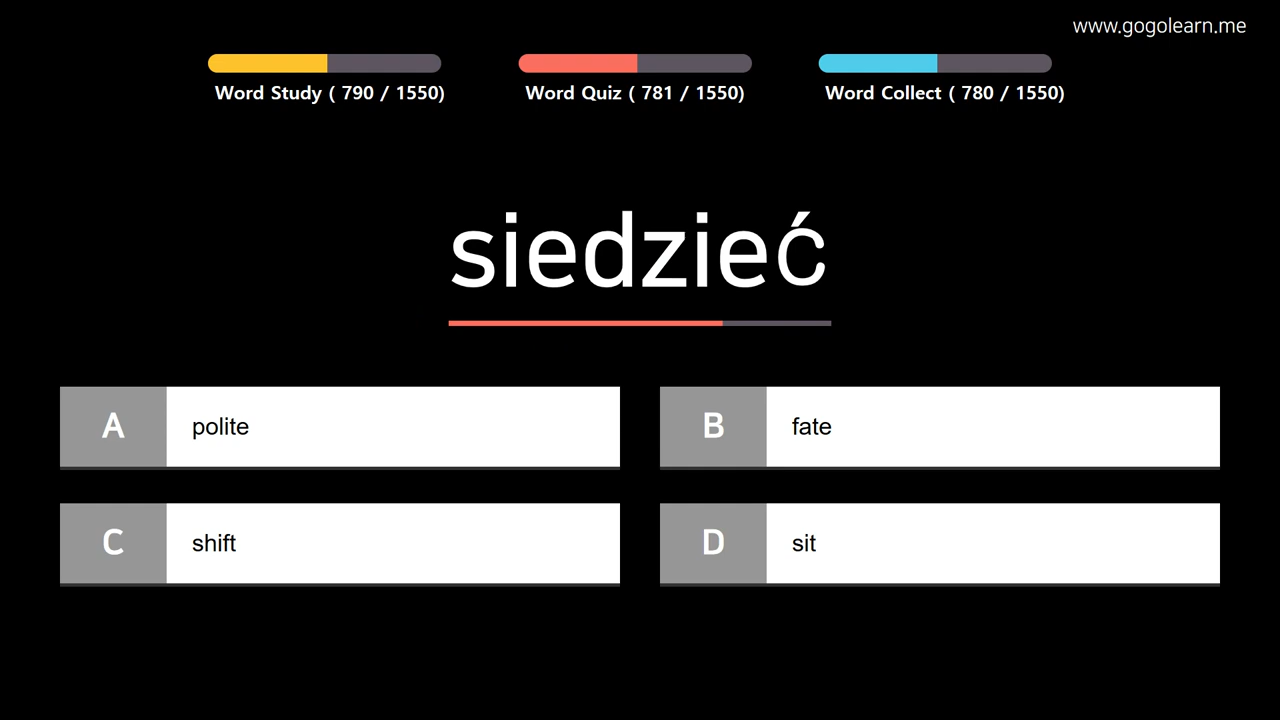 www.gogolearn.me
Word Study ( 790 / 1550)
Word Quiz ( 781 / 1550)
Word Collect ( 780 / 1550)
siedzieć
A polite
B fate
C shift
D sit